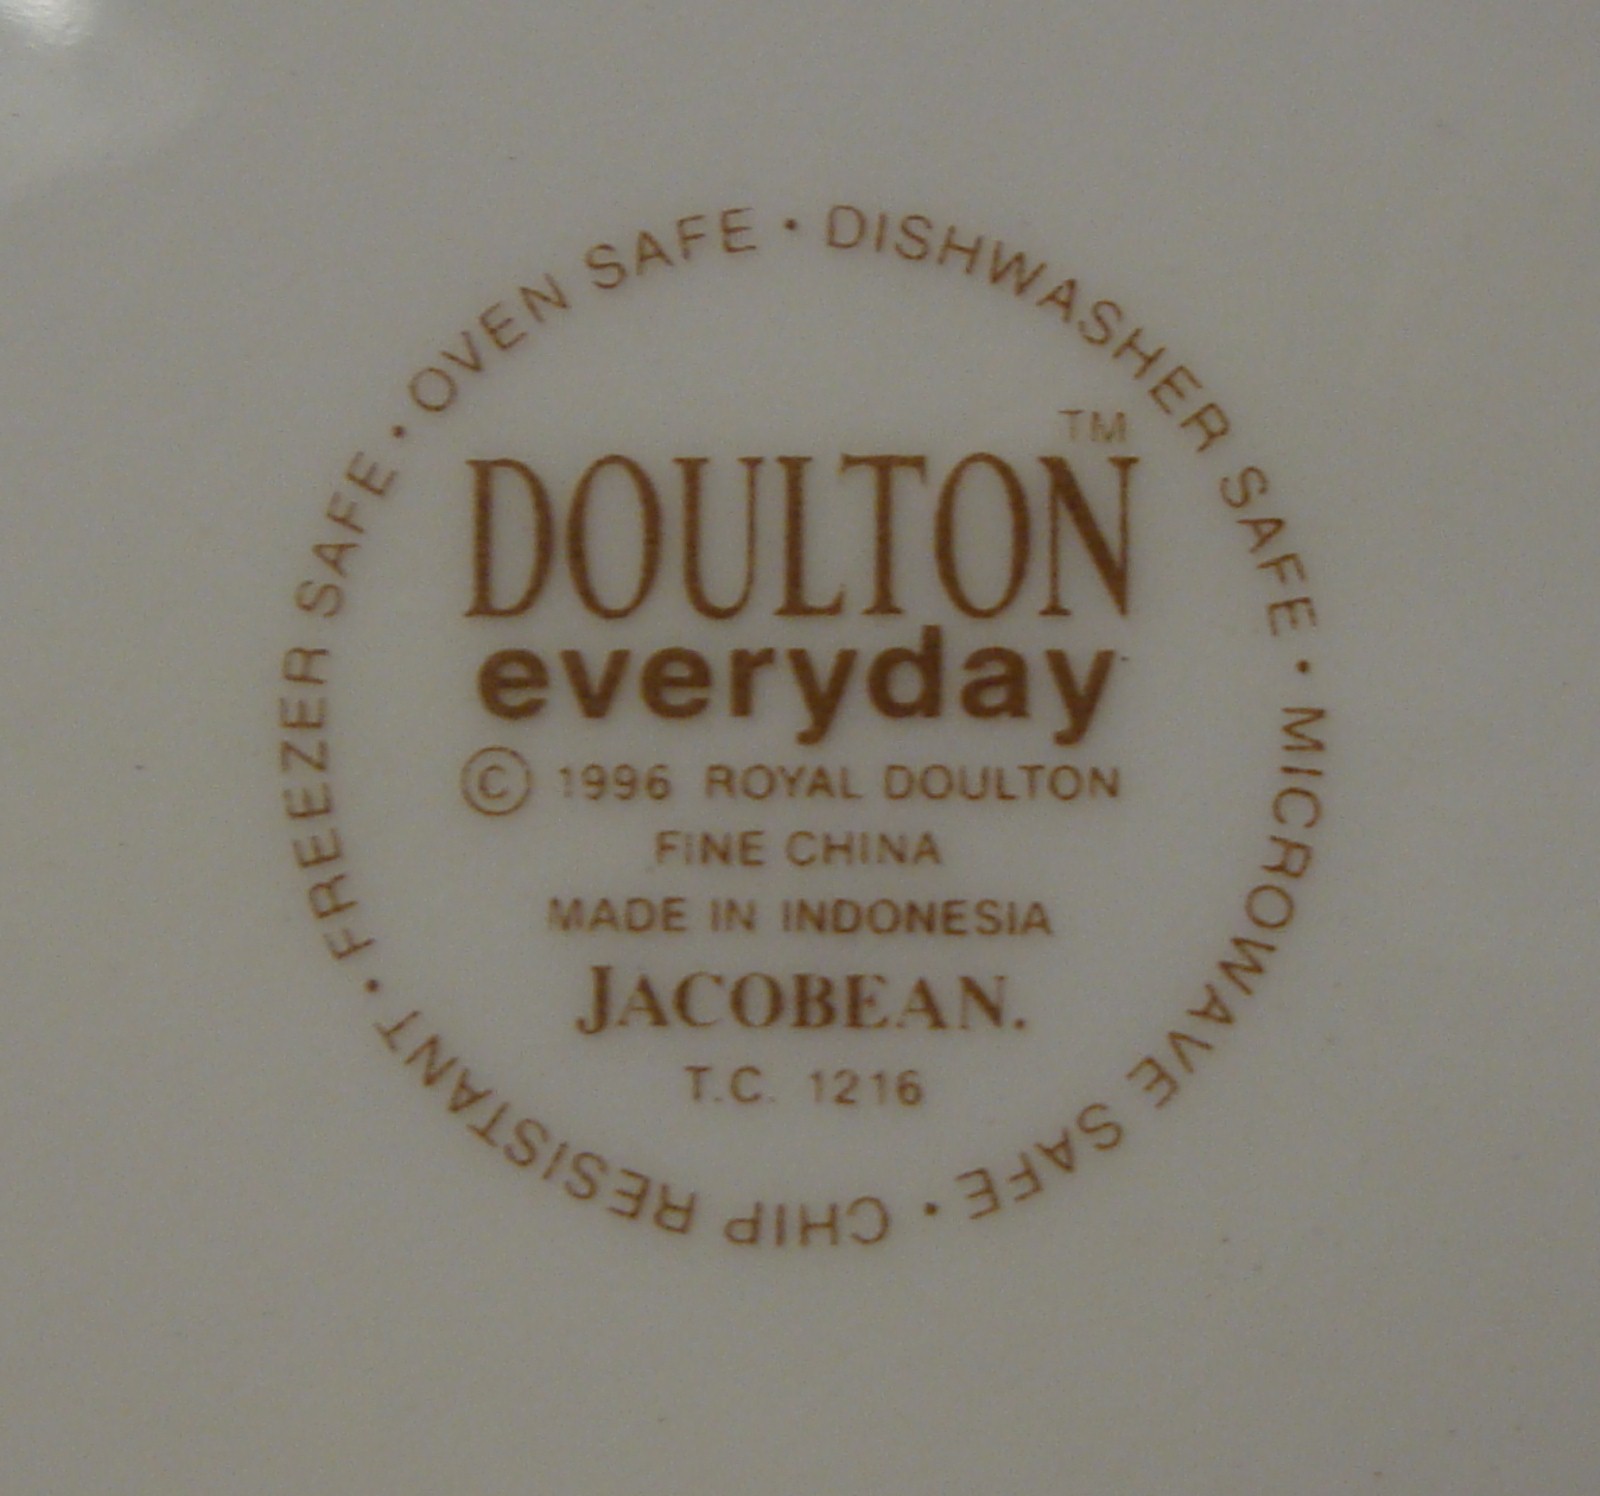 OVEN SAFE · DISHWASHER SAFE · MICROWAVE SAFE · CHIP RESISTANT · FREEZER SAFE ·
TM
DOULTON
everyday
© 1996 ROYAL DOULTON
FINE CHINA
MADE IN INDONESIA
JACOBEAN.
T.C. 1216